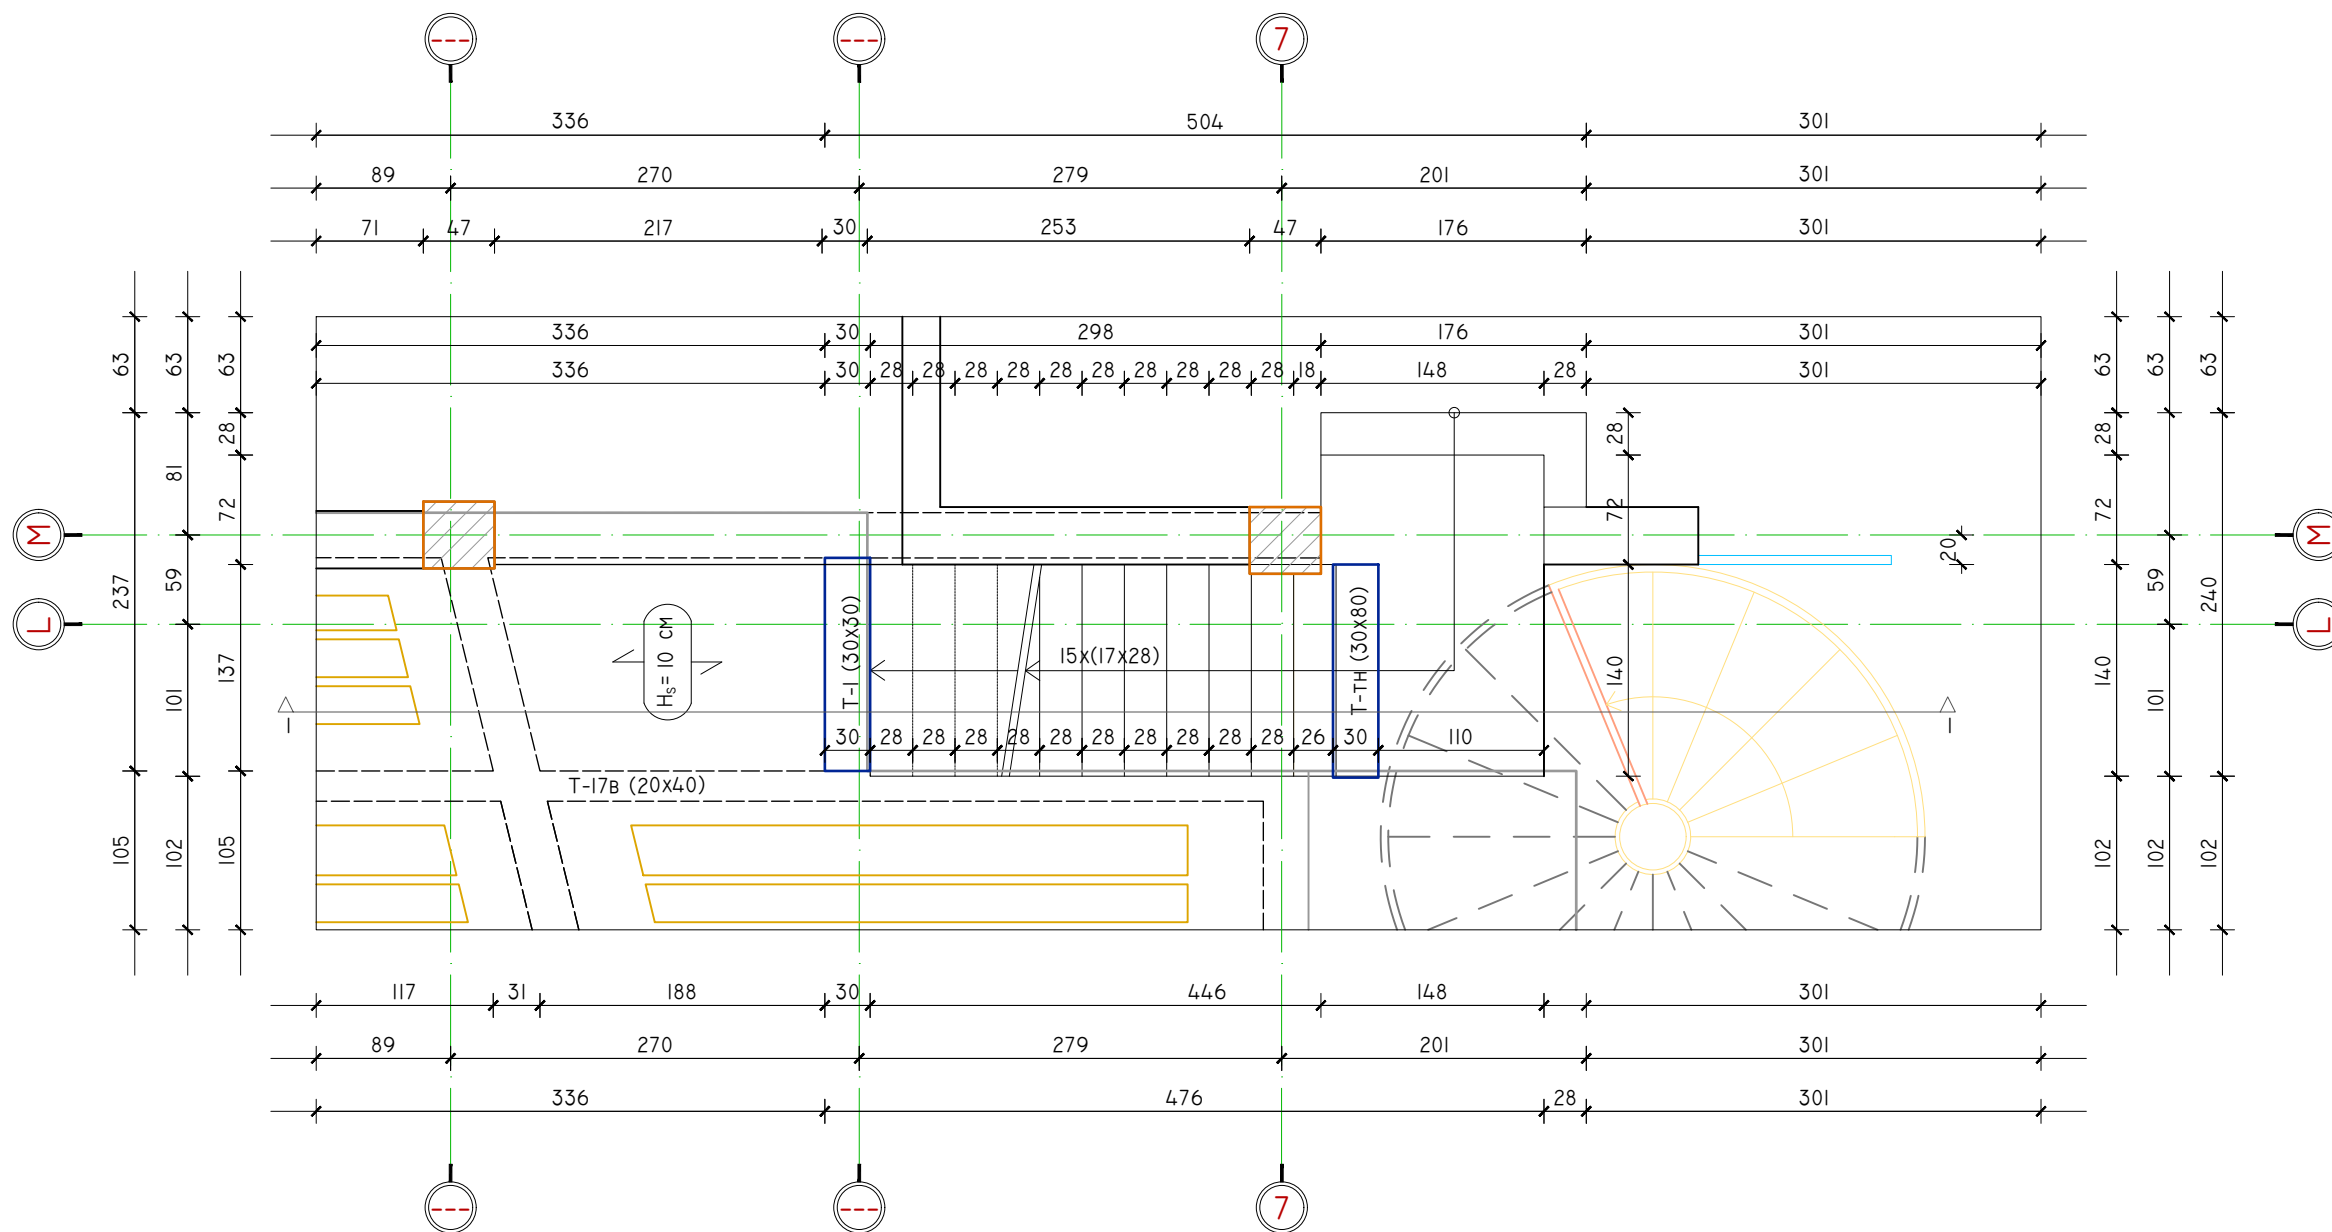 --- --- 7
336 504 301
89 270 279 201 301
71 47 217 30 253 47 176 301
336 30 298 176 301
336 30 28 28 28 28 28 28 28 28 28 28 18 148 28 301
63 63 63
237 81 28
59 72
101 137
105 102 105
M
L
28
72
140
20
63 63 63
28
72 59 240
140 101
102 102 102
M
L
Hs= 10 CM
T-1 (30x30)
15X(17x28)
T-TH (30x80)
30 28 28 28 28 28 28 28 28 28 28 26 30 110
T-17B (20x40)
I I
117 31 188 30 446 148 301
89 270 279 201 301
336 476 28 301
--- --- 7